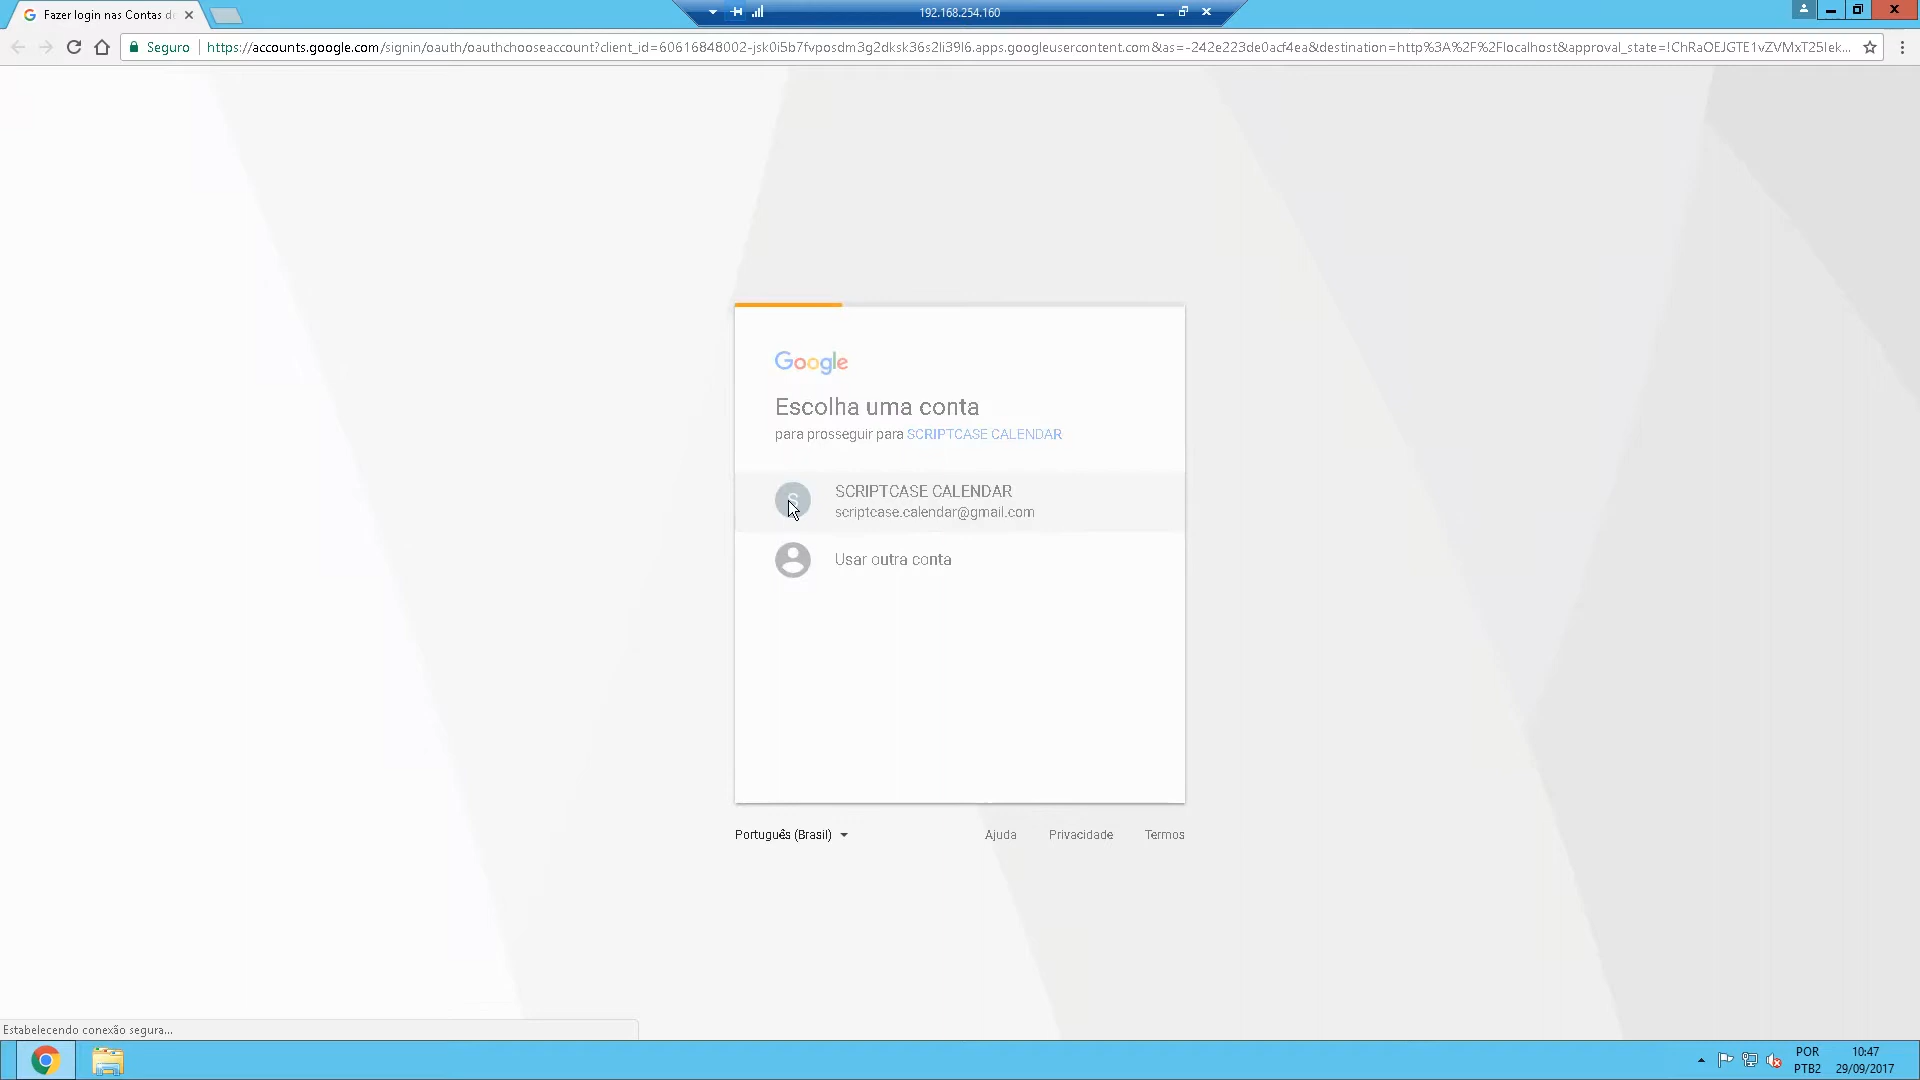 Fazer login nas Contas de
192.168.254.160
Seguro
https://accounts.google.com/signin/oauth/oauthchooseaccount?client_id=60616848002-jsk0i5b7fvposdm3g2dksk36s2li39l6.apps.googleusercontent.com&as=-242e223de0acf4ea&destination=http%3A%2F%2Flocalhost&approval_state=!ChRaOEJGTE1vZVMxT25Iek...
Google
Escolha uma conta
para prosseguir para SCRIPTCASE CALENDAR
S
SCRIPTCASE CALENDAR
scriptcase.calendar@gmail.com
Usar outra conta
Português (Brasil)
Ajuda
Privacidade
Termos
Estabelecendo conexão segura...
POR
10:47
PTB2
29/09/2017